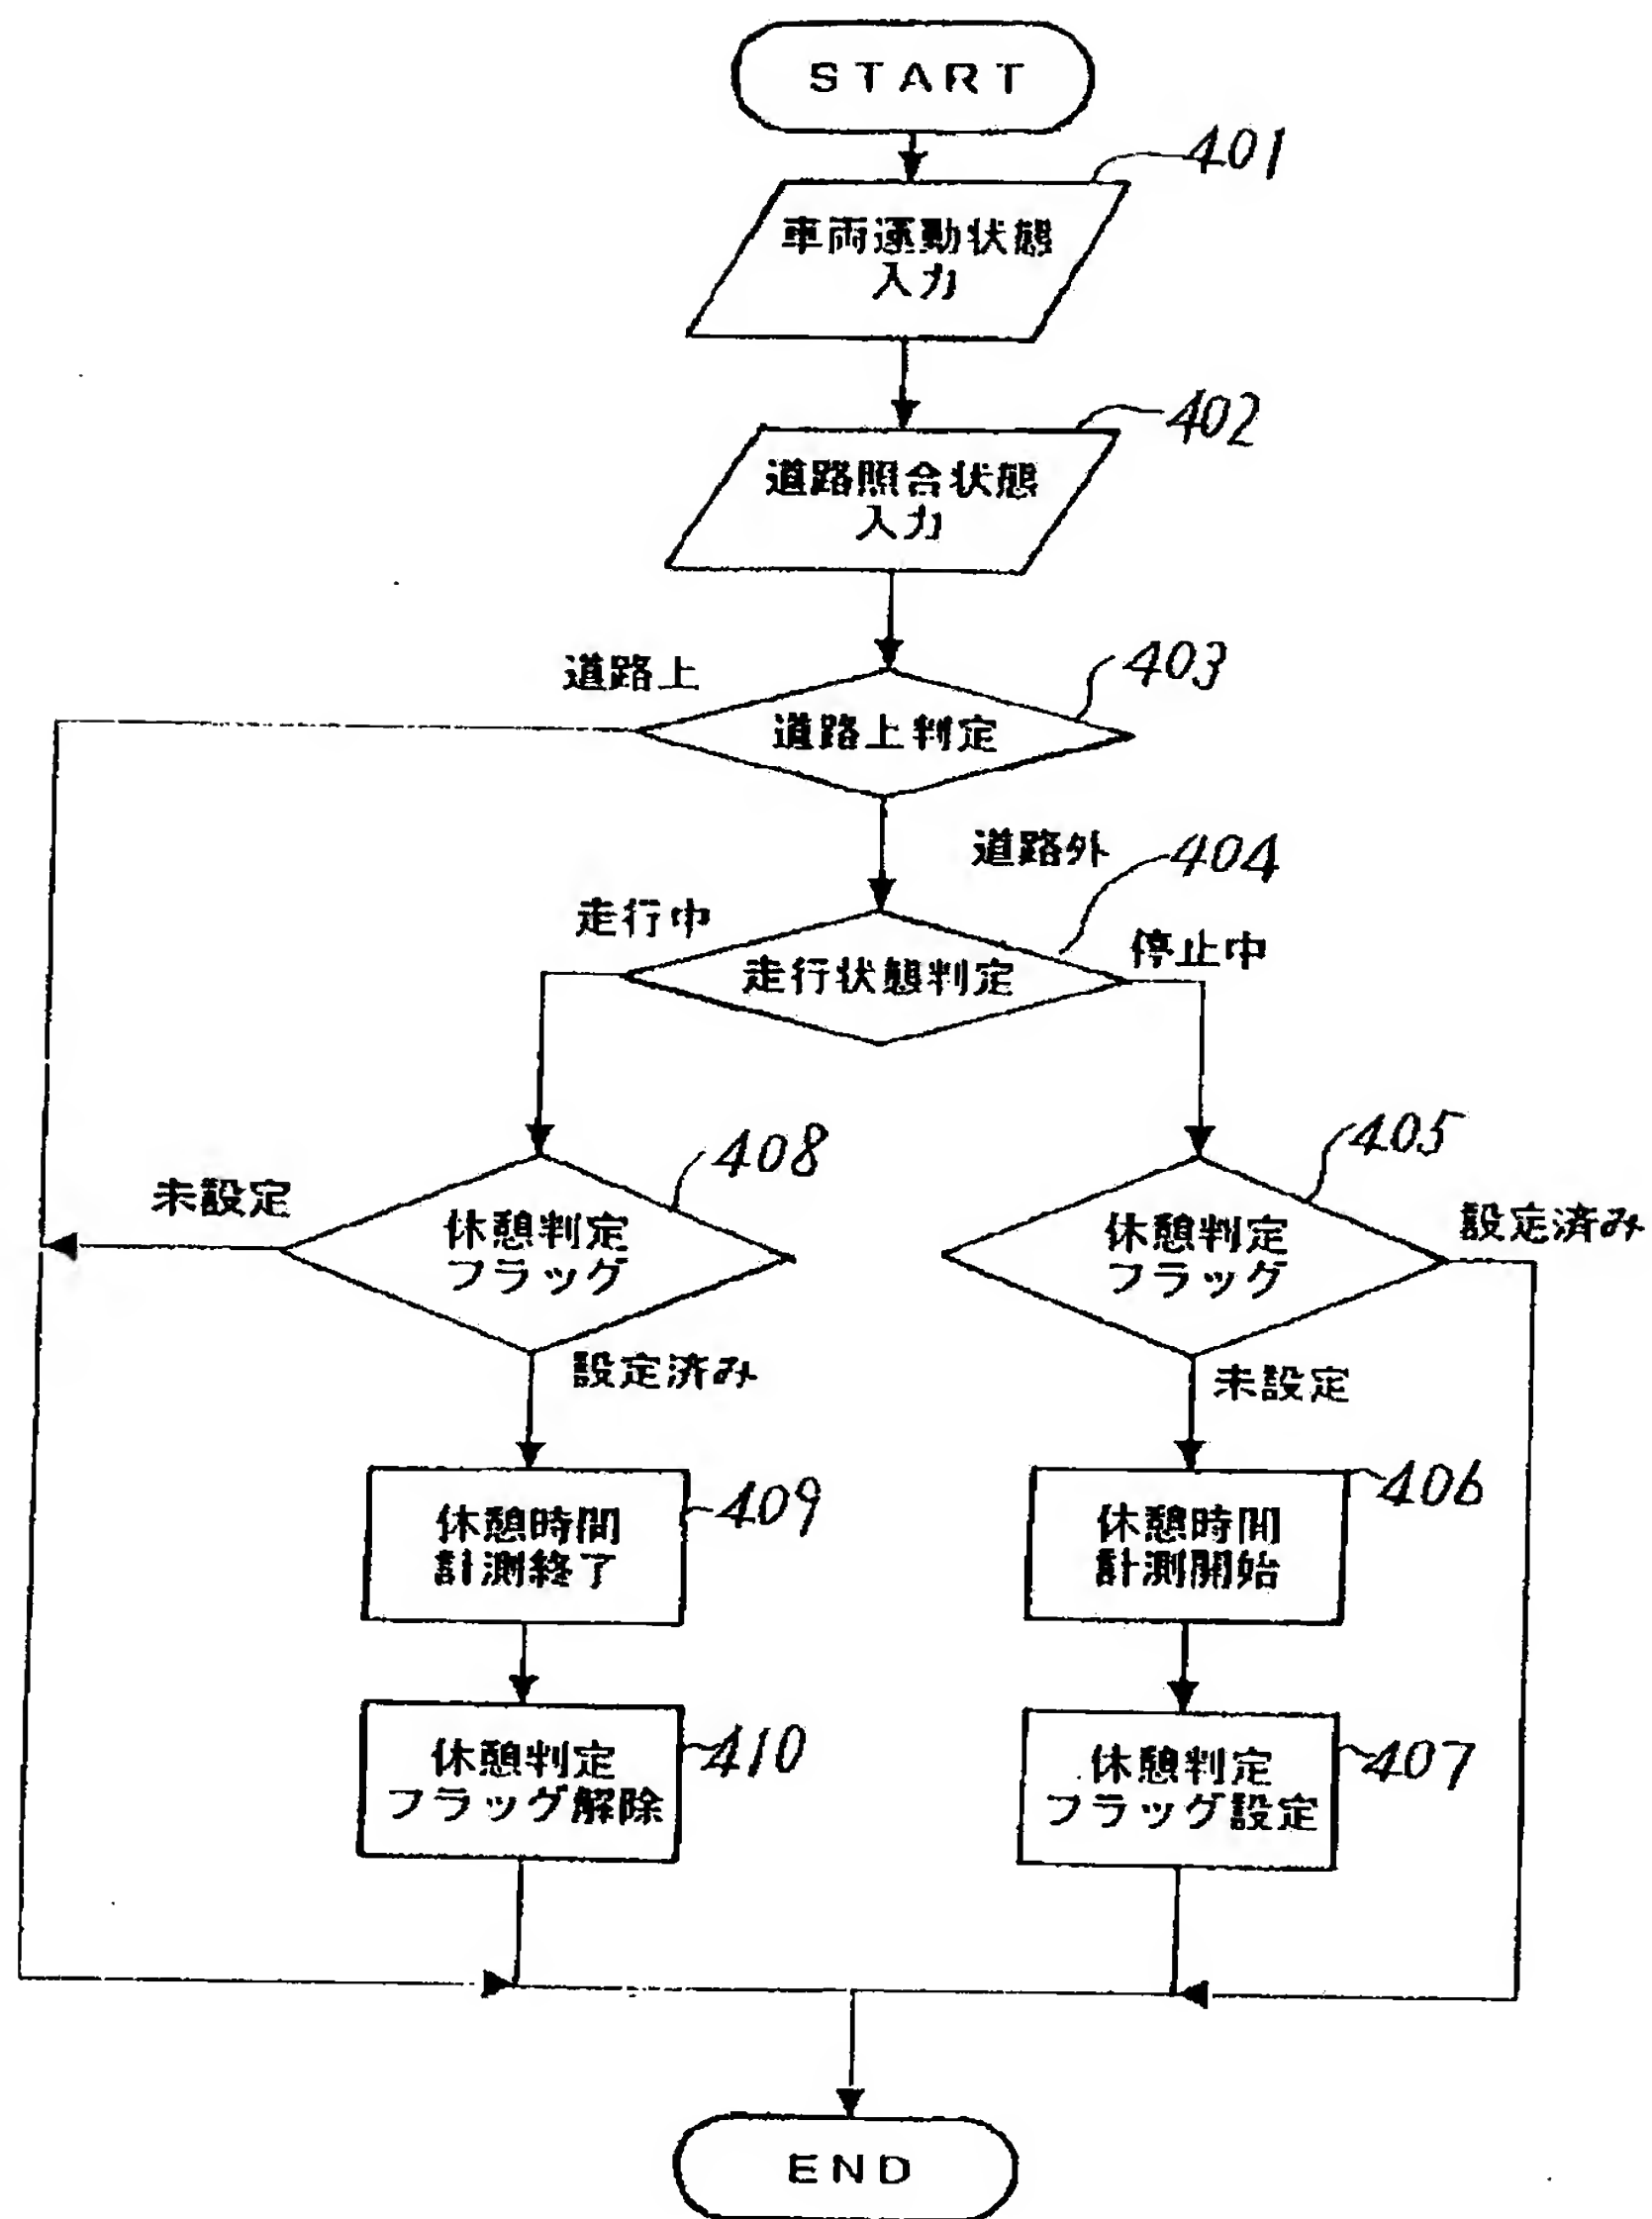 START
401
車両運動状態
入力
402
道路照合状態
入力
403
道路上
道路上判定
道路外
404
走行中
停止中
走行状態判定
408
405
未設定
休憩判定
フラッグ
休憩判定
フラッグ
設定済み
設定済み
未設定
休憩時間
計測終了
409
休憩時間
計測開始
406
休憩判定
フラッグ解除
410
休憩判定
フラッグ設定
407
END